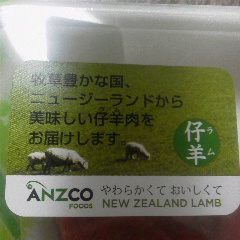 牧草豊かな国、
ニュージーランドから
美味しい仔羊肉を
お届けします。
仔羊
ラム
ANZCO
FOODS
やわらかくて おいしくて
NEW ZEALAND LAMB